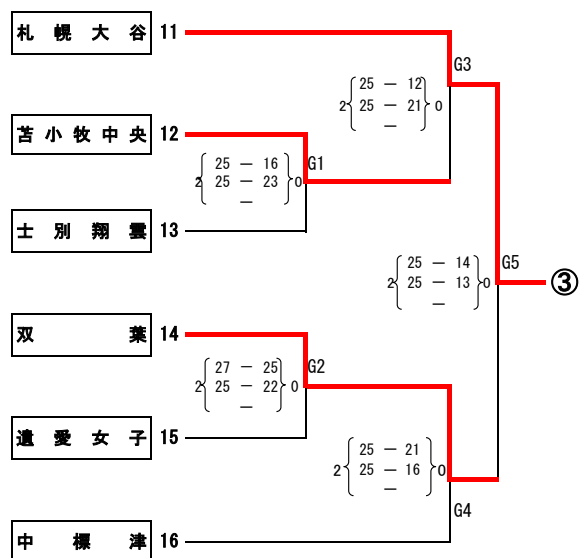 札幌大谷 11
G3
25 － 12
2 25 － 21 0
－
苫小牧中央 12
G1
25 － 16
2 25 － 23 0
－
士別翔雲 13
25 － 14 G5
2 25 － 13 0 ③
－
双葉 14
27 － 25 G2
2 25 － 22 0
－
遺愛女子 15
25 － 21
2 25 － 16 0
－
G4
中標津 16